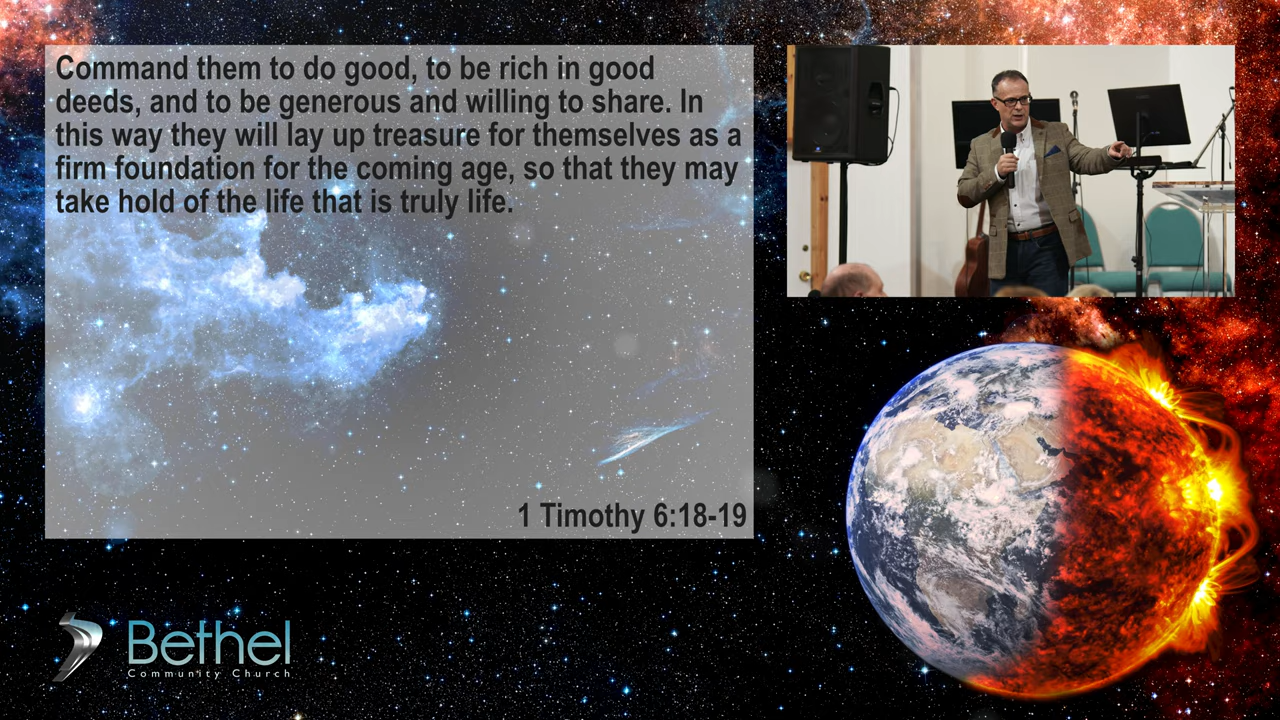 Command them to do good, to be rich in good
deeds, and to be generous and willing to share. In
this way they will lay up treasure for themselves as a
firm foundation for the coming age, so that they may
take hold of the life that is truly life.
1 Timothy 6:18-19
Bethel
Community Church